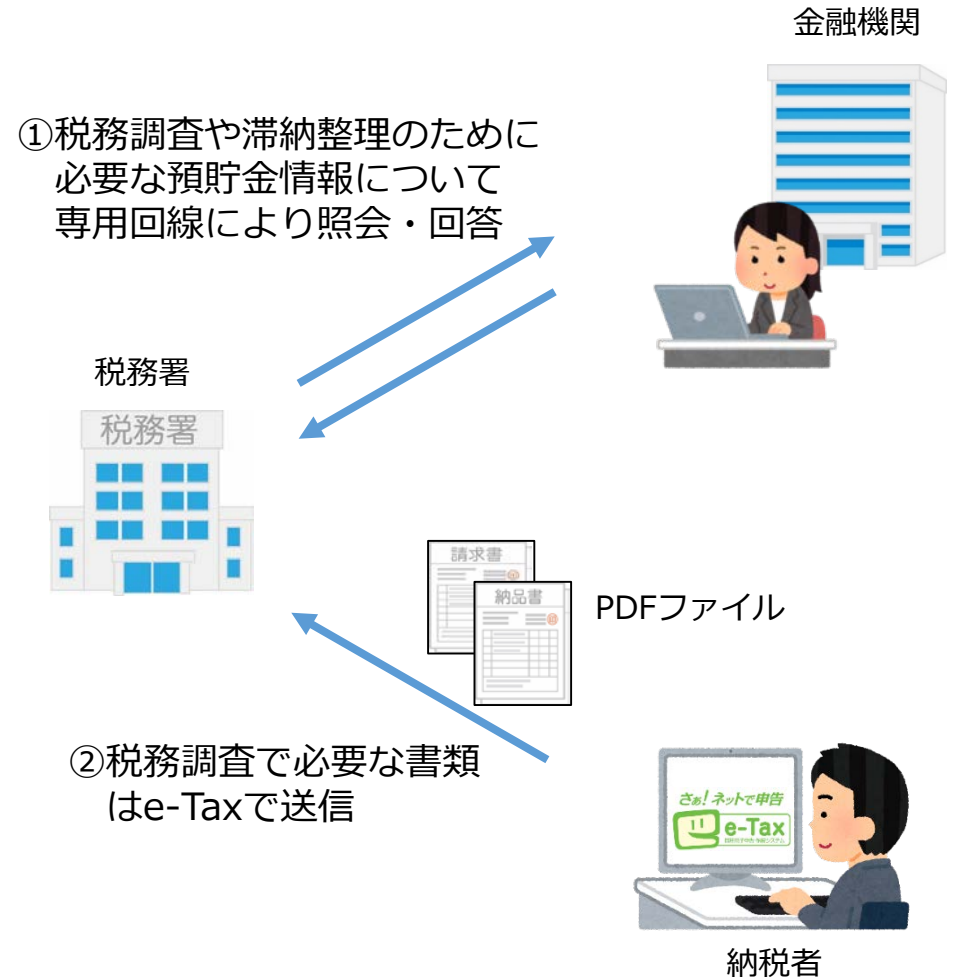 金融機関
①税務調査や滞納整理のために
必要な預貯金情報について
専用回線により照会・回答
税務署
税務署
請求書
納品書
PDFファイル
②税務調査で必要な書類
はe-Taxで送信
さぁ!ネットで申告
e-Tax
納税者